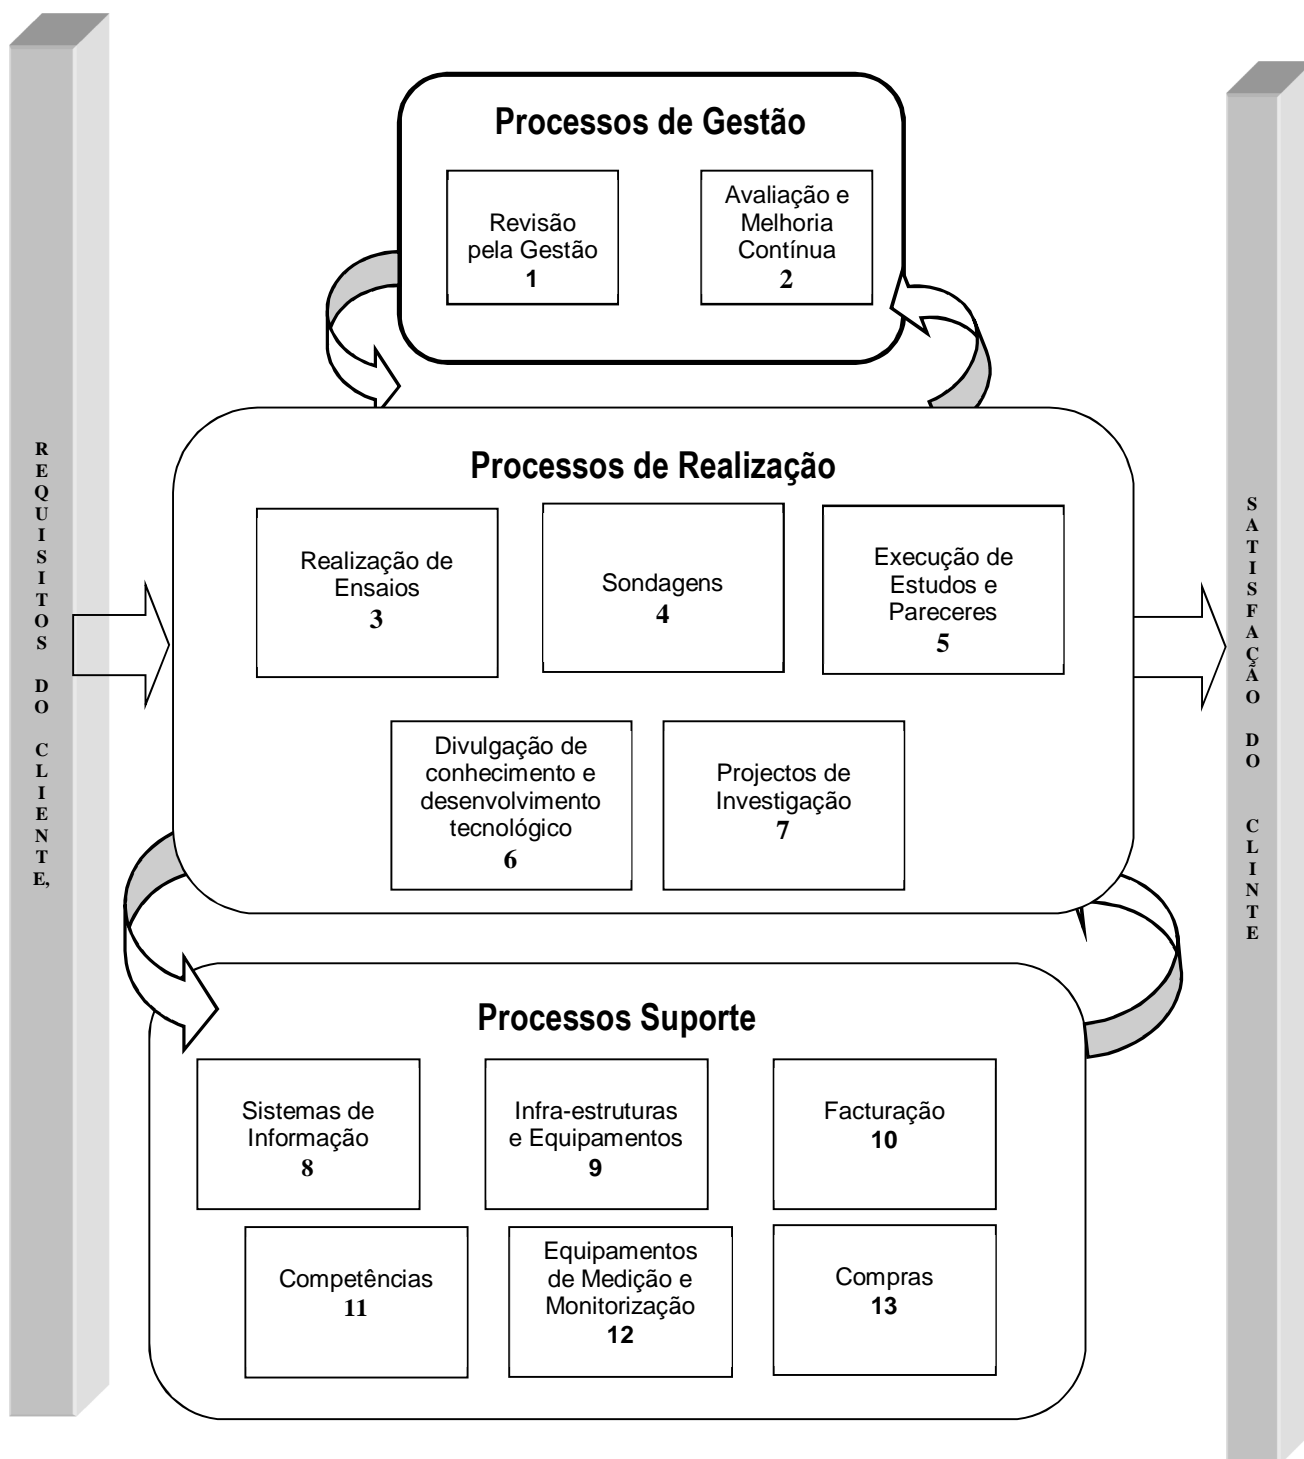 REQUISITOS DO CLIENTE,
Processos de Gestão
Revisão
pela Gestão
1
Avaliação e
Melhoria
Contínua
2
Processos de Realização
Realização de
Ensaios
3
Sondagens
4
Execução de
Estudos e
Pareceres
5
Divulgação de
conhecimento e
desenvolvimento
tecnológico
6
Projectos de
Investigação
7
Processos Suporte
Sistemas de
Informação
8
Infra-estruturas
e Equipamentos
9
Facturação
10
Competências
11
Equipamentos
de Medição e
Monitorização
12
Compras
13
SATISFAÇÃO DO CLINTE